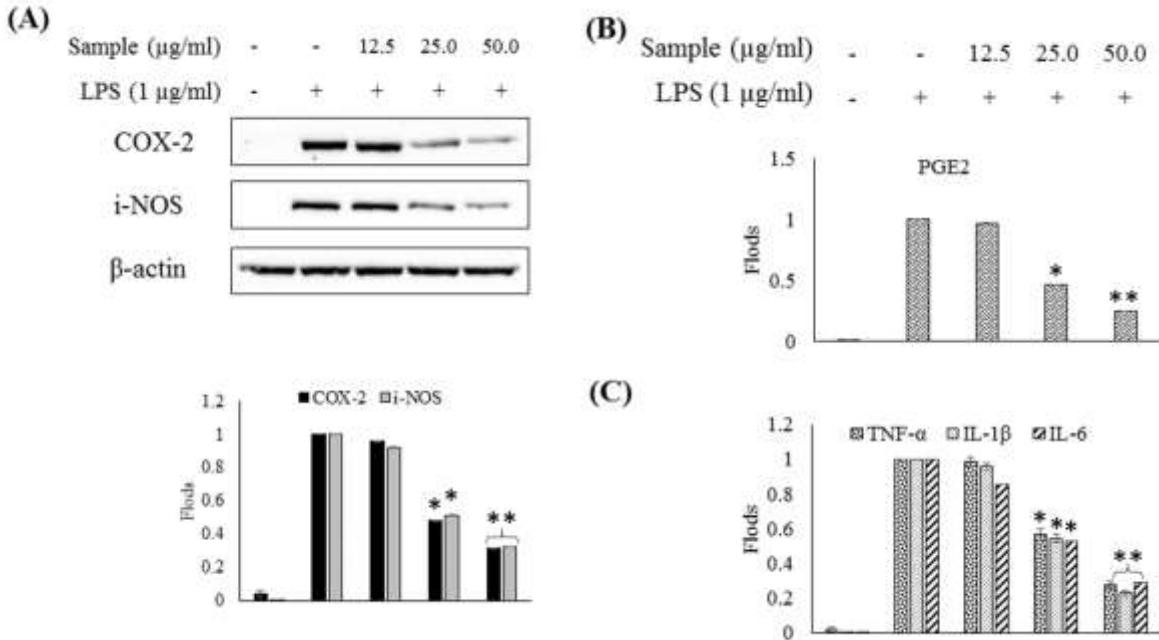 (A)
Sample (µg/ml) - - 12.5 25.0 50.0
LPS (1 µg/ml) - + + + +
COX-2
i-NOS
β-actin
COX-2 i-NOS
1.2
1
0.8
0.6
0.4
0.2
0
Flods
* *
**
(B)
Sample (µg/ml) - - 12.5 25.0 50.0
LPS (1 µg/ml) - + + + +
PGE2
1.5
1
0.5
0
Flods
*
**
(C)
TNF-α IL-1β IL-6
1.2
1
0.8
0.6
0.4
0.2
0
Flods
* * *
**